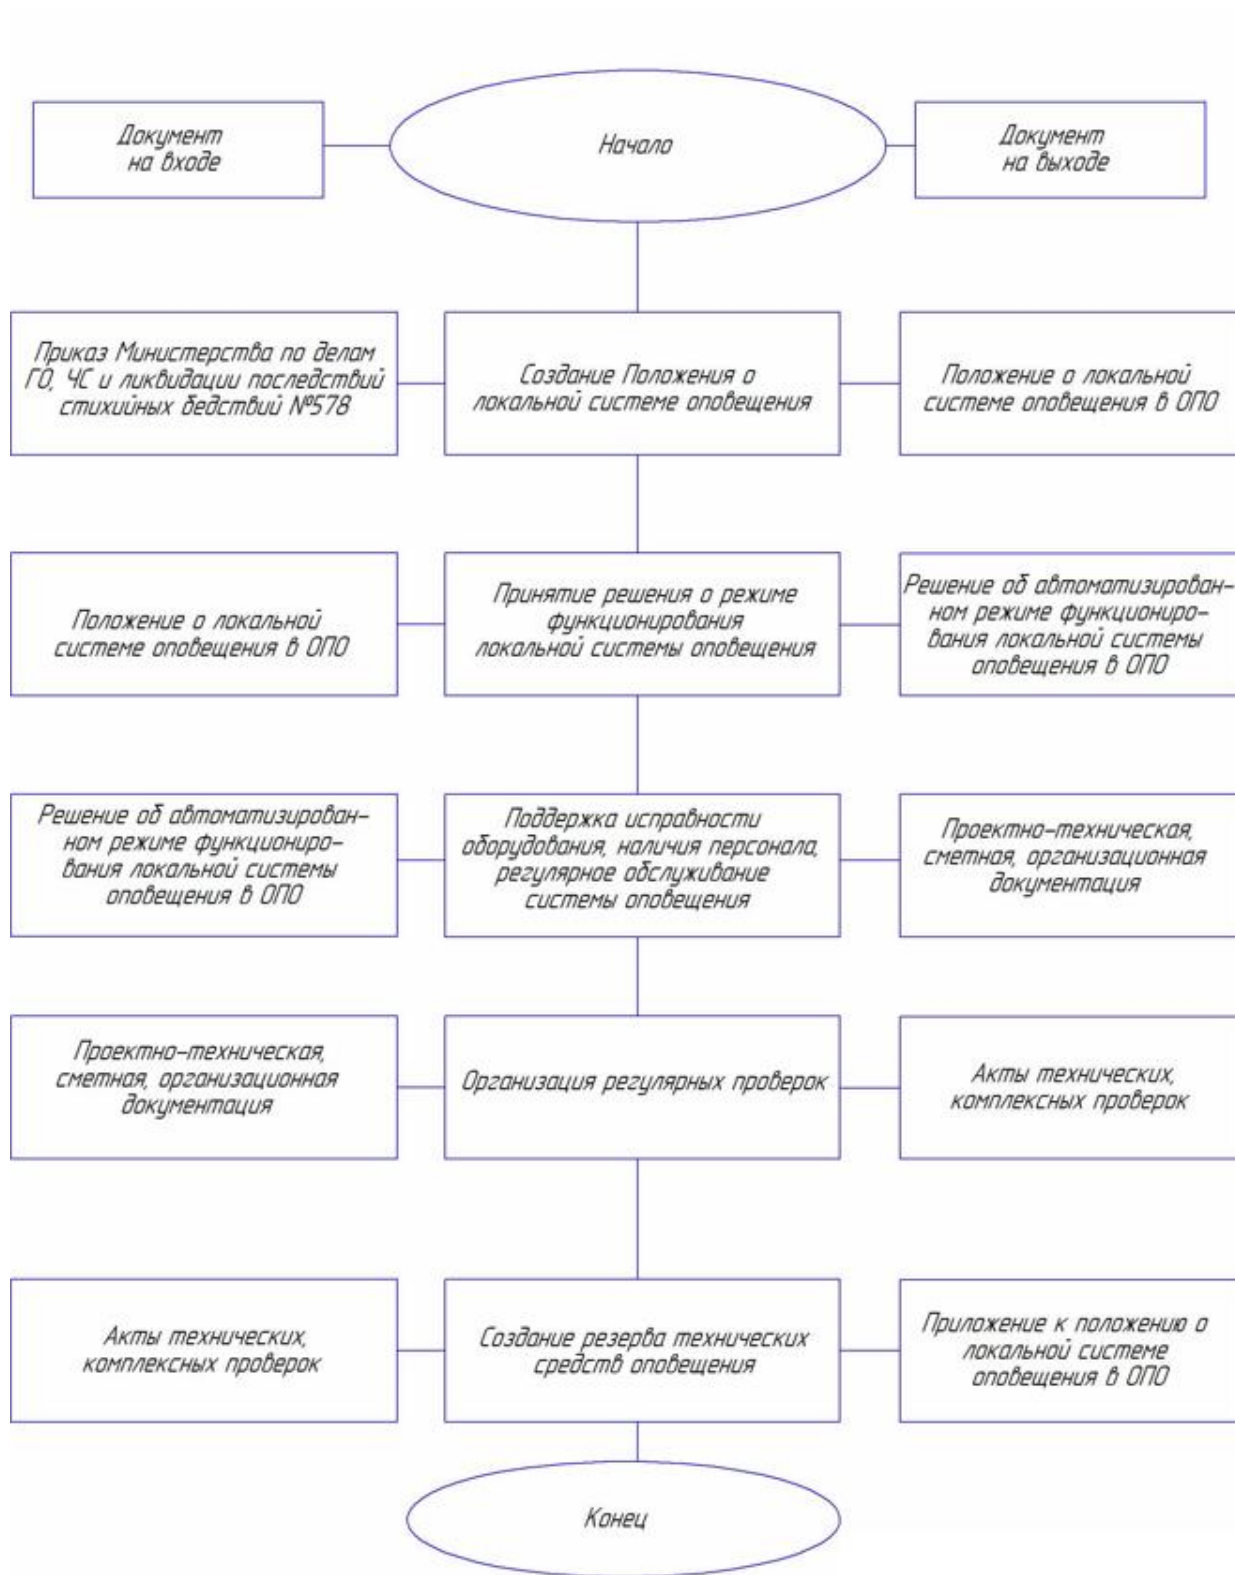 Документ
на входе
Начало
Документ
на выходе
Приказ Министерства по делам
ГО, ЧС и ликвидации последствий
стихийных бедствий №578
Создание Положения о
локальной системе оповещения
Положение о локальной
системе оповещения в ОПО
Положение о локальной
системе оповещения в ОПО
Принятие решения о режиме
функционирования
локальной системы оповещения
Решение об автоматизирован-
ном режиме функциониро-
вания локальной системы
оповещения в ОПО
Решение об автоматизирован-
ном режиме функциониро-
вания локальной системы
оповещения в ОПО
Поддержка исправности
оборудования, наличия персонала,
регулярное обслуживание
системы оповещения
Проектно-техническая,
сметная, организационная
документация
Проектно-техническая,
сметная, организационная
документация
Организация регулярных проверок
Акты технических,
комплексных проверок
Акты технических,
комплексных проверок
Создание резерва технических
средств оповещения
Приложение к положению о
локальной системе
оповещения в ОПО
Конец